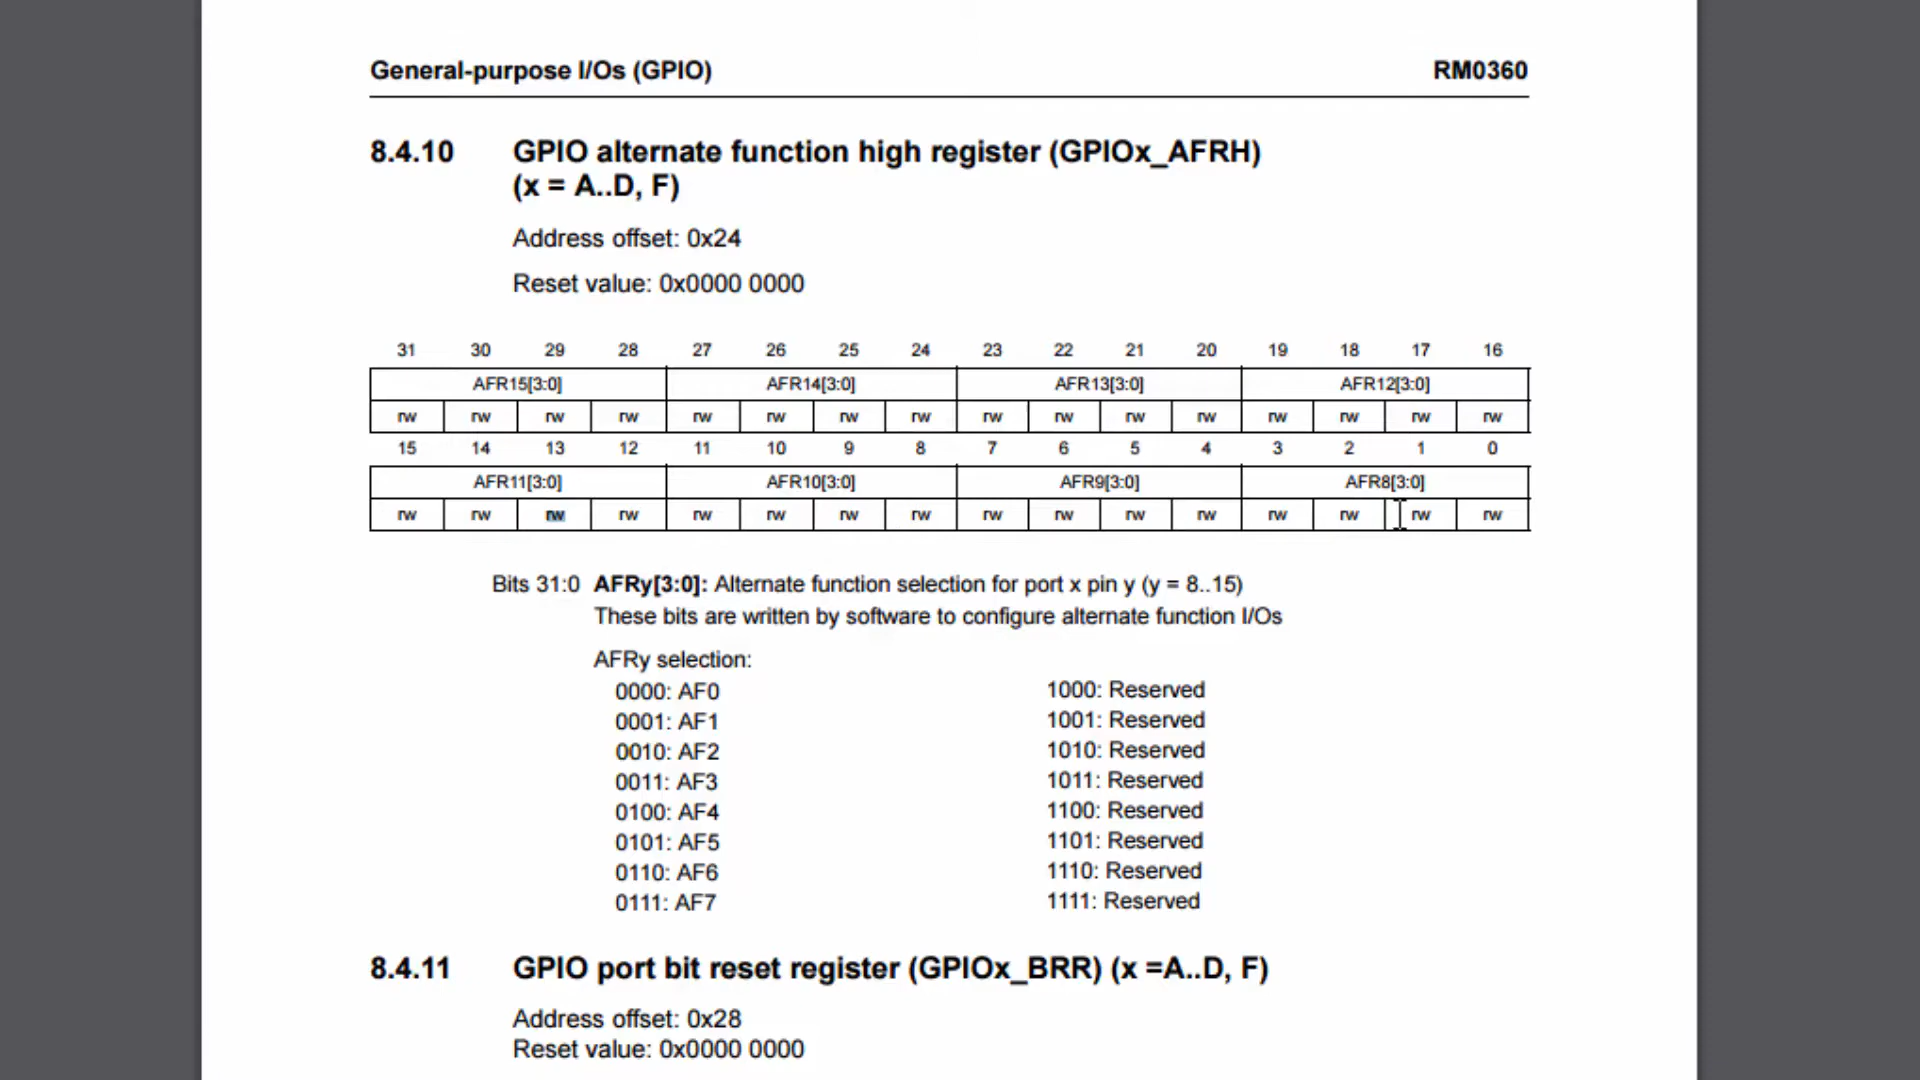 General-purpose I/Os (GPIO) RM0360
8.4.10 GPIO alternate function high register (GPIOx_AFRH)
(x = A..D, F)
Address offset: 0x24
Reset value: 0x0000 0000
31 30 29 28 27 26 25 24 23 22 21 20 19 18 17 16
AFR15[3:0] AFR14[3:0] AFR13[3:0] AFR12[3:0]
rw rw rw rw rw rw rw rw rw rw rw rw rw rw rw rw
15 14 13 12 11 10 9 8 7 6 5 4 3 2 1 0
AFR11[3:0] AFR10[3:0] AFR9[3:0] AFR8[3:0]
rw rw rw rw rw rw rw rw rw rw rw rw rw rw rw rw
Bits 31:0 AFRy[3:0]: Alternate function selection for port x pin y (y = 8..15)
These bits are written by software to configure alternate function I/Os
AFRy selection:
0000: AF0 1000: Reserved
0001: AF1 1001: Reserved
0010: AF2 1010: Reserved
0011: AF3 1011: Reserved
0100: AF4 1100: Reserved
0101: AF5 1101: Reserved
0110: AF6 1110: Reserved
0111: AF7 1111: Reserved
8.4.11 GPIO port bit reset register (GPIOx_BRR) (x =A..D, F)
Address offset: 0x28
Reset value: 0x0000 0000